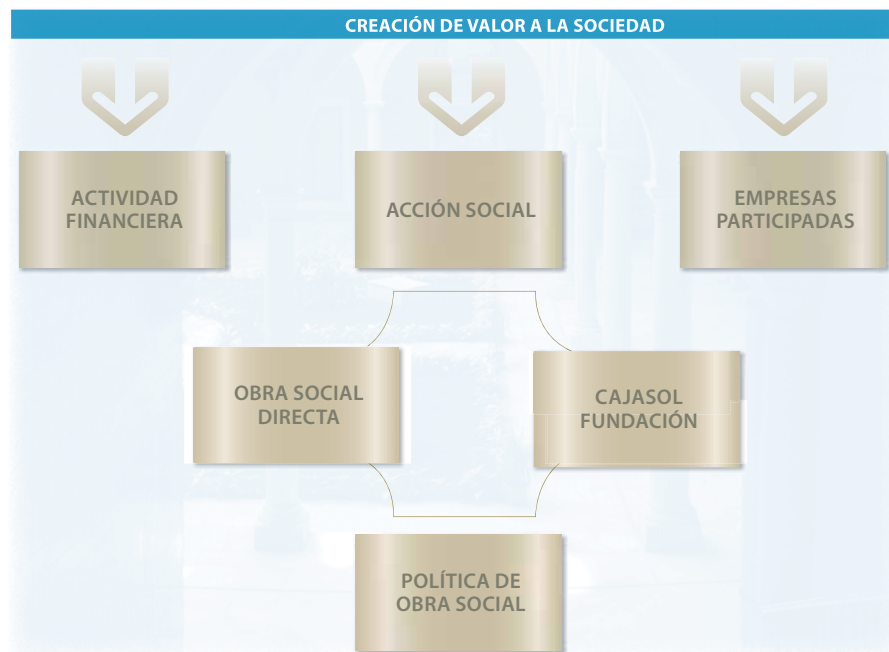 CREACIÓN DE VALOR A LA SOCIEDAD
ACTIVIDAD
FINANCIERA
ACCIÓN SOCIAL
EMPRESAS
PARTICIPADAS
OBRA SOCIAL
DIRECTA
CAJASOL
FUNDACIÓN
POLÍTICA DE
OBRA SOCIAL